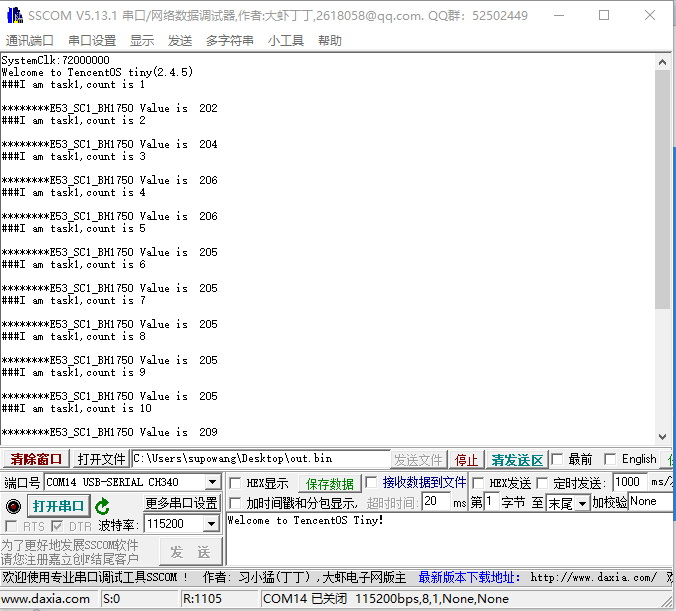 SSCOM V5.13.1 串口/网络数据调试器,作者:大虾丁丁,2618058@qq.com. QQ群：52502449
通讯端口 串口设置 显示 发送 多字符串 小工具 帮助
SystemClk:72000000
Welcome to TencentOS tiny(2.4.5)
###I am task1,count is 1
********E53_SC1_BH1750 Value is  202
###I am task1,count is 2
********E53_SC1_BH1750 Value is  204
###I am task1,count is 3
********E53_SC1_BH1750 Value is  206
###I am task1,count is 4
********E53_SC1_BH1750 Value is  206
###I am task1,count is 5
********E53_SC1_BH1750 Value is  205
###I am task1,count is 6
********E53_SC1_BH1750 Value is  205
###I am task1,count is 7
********E53_SC1_BH1750 Value is  205
###I am task1,count is 8
********E53_SC1_BH1750 Value is  205
###I am task1,count is 9
********E53_SC1_BH1750 Value is  205
###I am task1,count is 10
********E53_SC1_BH1750 Value is  209
清除窗口 打开文件 C:\Users\supowang\Desktop\out.bin 发送文件 停止 清发送区 最前 English
端口号 COM14 USB-SERIAL CH340 HEX显示 保存数据 接收数据到文件 HEX发送 定时发送: 1000 ms/
打开串口 更多串口设置 加时间戳和分包显示, 超时时间: 20 ms 第 1 字节 至 末尾 加校验 None
RTS DTR 波特率: 115200 Welcome to TencentOS Tiny!
为了更好地发展SSCOM软件
请您注册嘉立创F结尾客户 发 送
欢迎使用专业串口调试工具SSCOM ! 作者: 习小猛(丁丁) ,大虾电子网版主 最新版本下载地址: http://www.daxia.com/
www.daxia.com S:0 R:1105 COM14 已关闭 115200bps,8,1,None,None